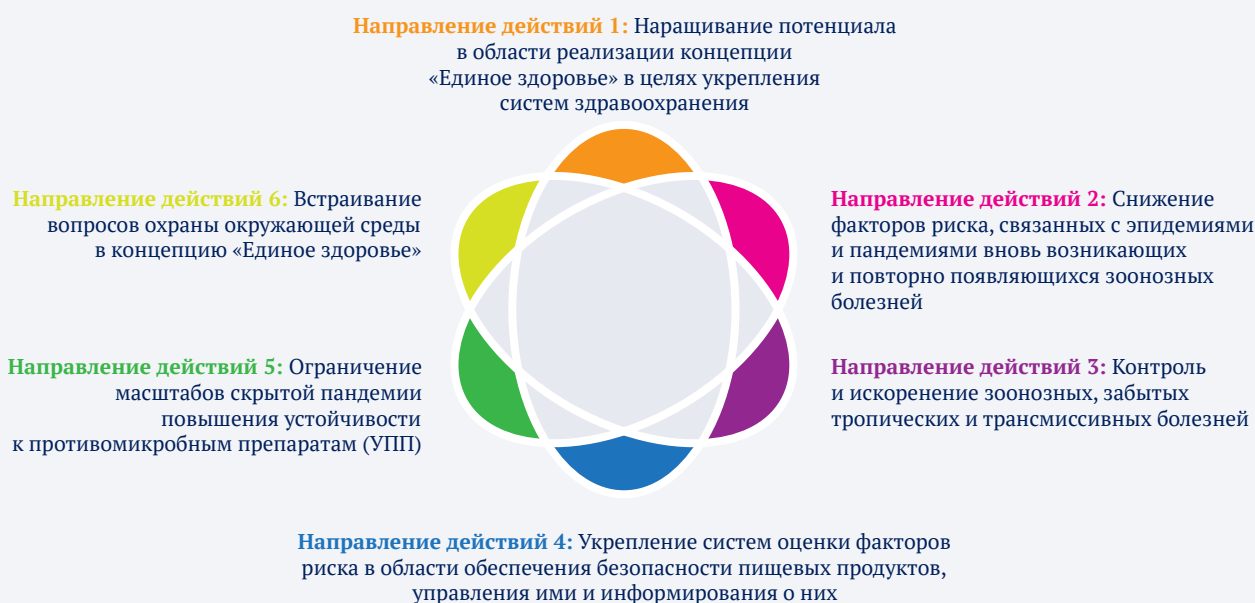 Направление действий 1: Наращивание потенциала
в области реализации концепции
«Единое здоровье» в целях укрепления
систем здравоохранения
Направление действий 6: Встраивание
вопросов охраны окружающей среды
в концепцию «Единое здоровье»
Направление действий 2: Снижение
факторов риска, связанных с эпидемиями
и пандемиями вновь возникающих
и повторно появляющихся зоонозных
болезней
Направление действий 5: Ограничение
масштабов скрытой пандемии
повышения устойчивости
к противомикробным препаратам (УПП)
Направление действий 3: Контроль
и искоренение зоонозных, забытых
тропических и трансмиссивных болезней
Направление действий 4: Укрепление систем оценки факторов
риска в области обеспечения безопасности пищевых продуктов,
управления ими и информирования о них